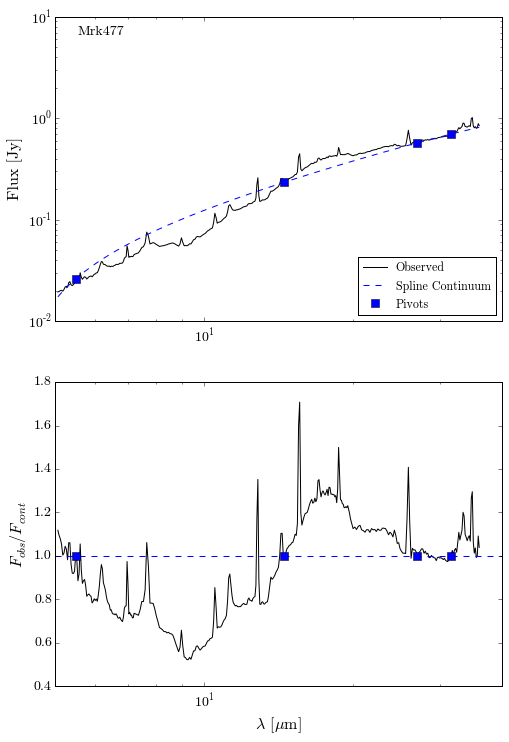 Mrk477
10^1
10^0
10^-1
10^-2
Flux [Jy]
Observed
Spline Continuum
Pivots
10^1
1.8
1.6
1.4
1.2
1.0
0.8
0.6
0.4
F_obs/F_cont
10^1
λ [μm]